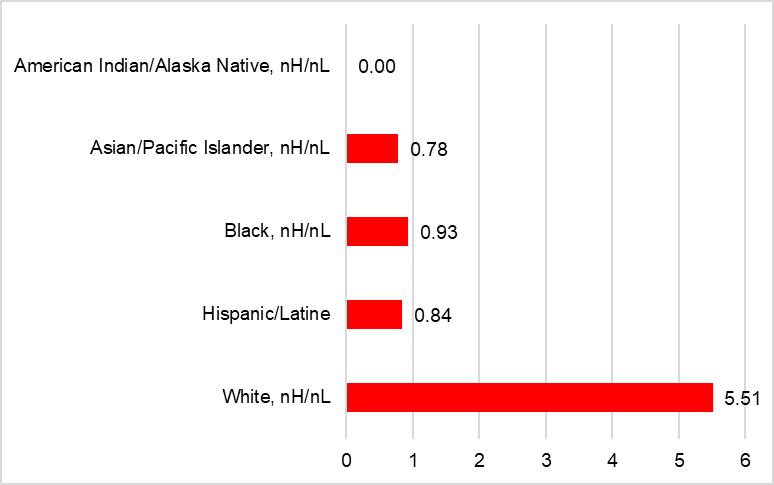 American Indian/Alaska Native, nH/nL 0.00
Asian/Pacific Islander, nH/nL 0.78
Black, nH/nL 0.93
Hispanic/Latine 0.84
White, nH/nL 5.51
0 1 2 3 4 5 6